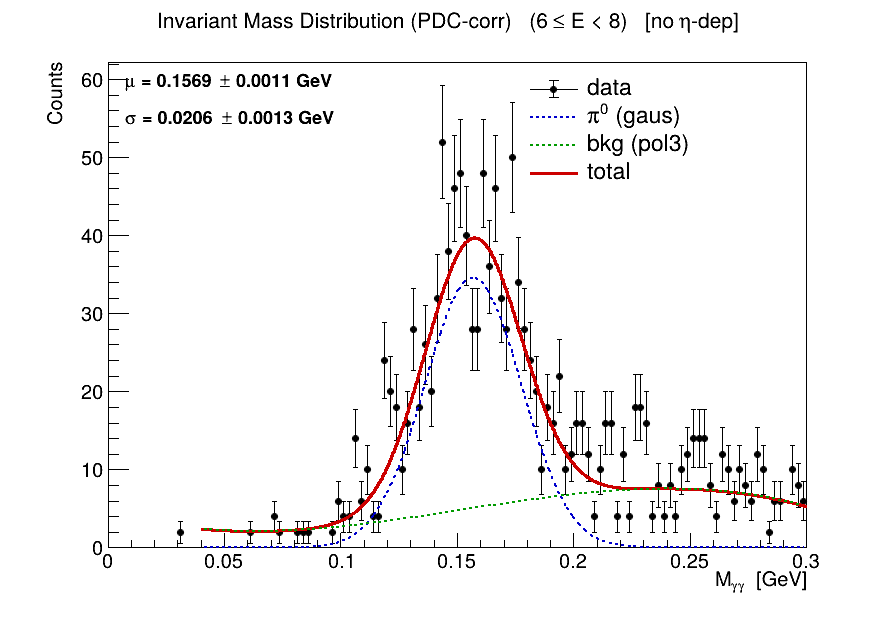 Invariant Mass Distribution (PDC-corr) (6 ≤ E < 8) [no η-dep]
Counts
μ = 0.1569 ± 0.0011 GeV
σ = 0.0206 ± 0.0013 GeV
data
π⁰ (gaus)
bkg (pol3)
total
60
50
40
30
20
10
0
0 0.05 0.1 0.15 0.2 0.25 0.3
M_γγ [GeV]